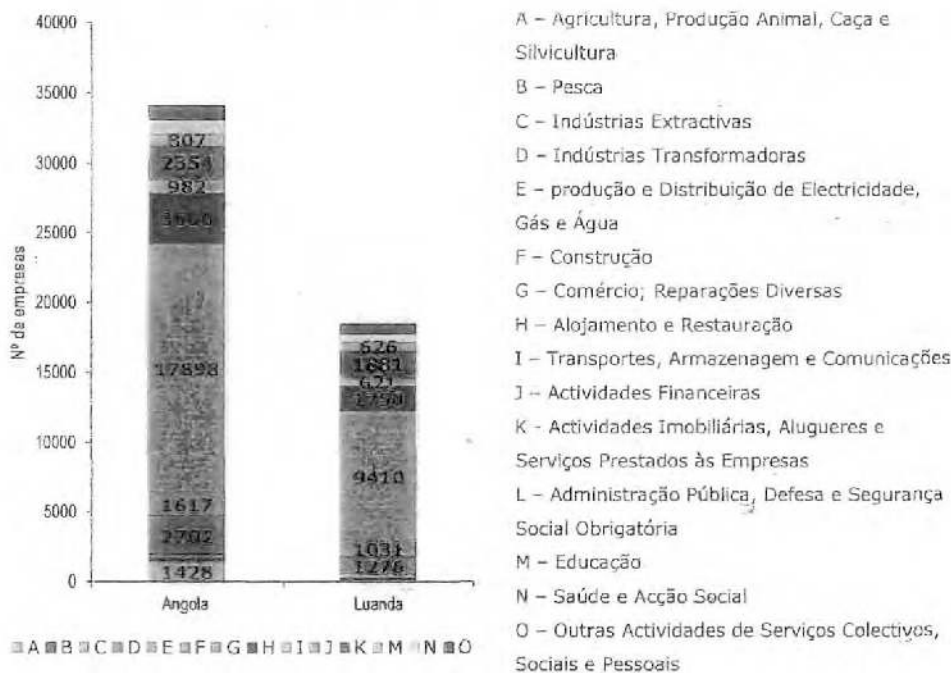 40000
35000
30000
25000
20000
15000
10000
5000
0
Nº de empresas
807
2354
982
17898
1617
2702
1428
626
1881
621
1790
9410
1031
1276
Angola
Luanda
A B C D E F G H I J K M N O
A – Agricultura, Produção Animal, Caça e
Silvicultura
B – Pesca
C – Indústrias Extractivas
D – Indústrias Transformadoras
E – produção e Distribuição de Electricidade,
Gás e Água
F – Construção
G – Comércio; Reparações Diversas
H – Alojamento e Restauração
I – Transportes, Armazenagem e Comunicações
J – Actividades Financeiras
K - Actividades Imobiliárias, Alugueres e
Serviços Prestados às Empresas
L – Administração Pública, Defesa e Segurança
Social Obrigatória
M – Educação
N – Saúde e Acção Social
O – Outras Actividades de Serviços Colectivos,
Sociais e Pessoais